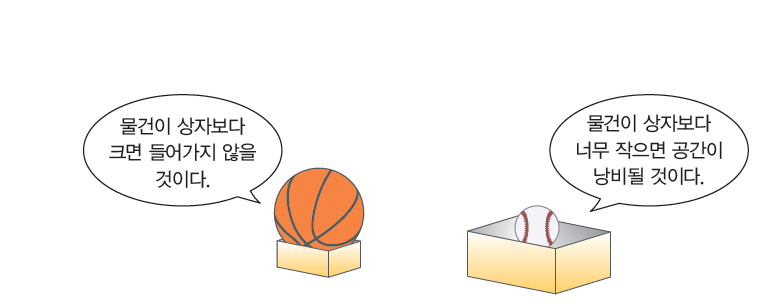 물건이 상자보다
크면 들어가지 않을
것이다.
물건이 상자보다
너무 작으면 공간이
낭비될 것이다.